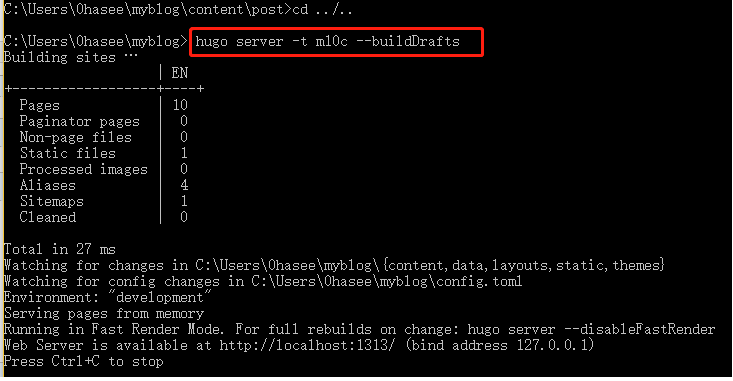 C:\Users\0hasee\myblog\content\post>cd ../..
C:\Users\0hasee\myblog> hugo server -t m10c --buildDrafts
Building sites …
| EN
+------------------+----+
Pages | 10
Paginator pages | 0
Non-page files | 0
Static files | 1
Processed images | 0
Aliases | 4
Sitemaps | 1
Cleaned | 0
Total in 27 ms
Watching for changes in C:\Users\0hasee\myblog\{content,data,layouts,static,themes}
Watching for config changes in C:\Users\0hasee\myblog\config.toml
Environment: "development"
Serving pages from memory
Running in Fast Render Mode. For full rebuilds on change: hugo server --disableFastRender
Web Server is available at http://localhost:1313/ (bind address 127.0.0.1)
Press Ctrl+C to stop